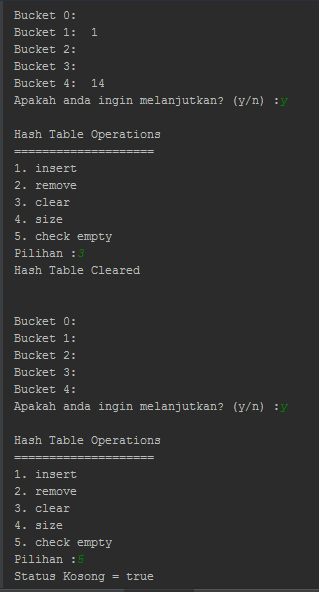 Bucket 0:
Bucket 1:  1
Bucket 2:
Bucket 3:
Bucket 4:  14
Apakah anda ingin melanjutkan? (y/n) :y
Hash Table Operations
====================
1. insert
2. remove
3. clear
4. size
5. check empty
Pilihan :3
Hash Table Cleared
Bucket 0:
Bucket 1:
Bucket 2:
Bucket 3:
Bucket 4:
Apakah anda ingin melanjutkan? (y/n) :y
Hash Table Operations
====================
1. insert
2. remove
3. clear
4. size
5. check empty
Pilihan :5
Status Kosong = true